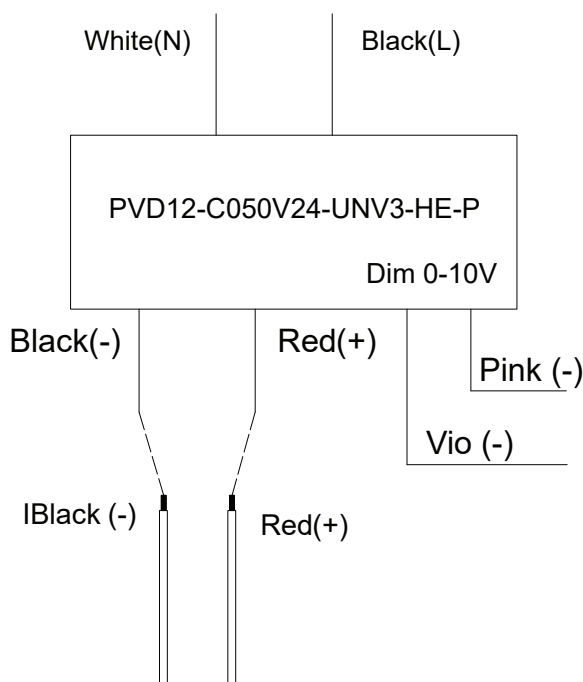 White(N)
Black(L)
PVD12-C050V24-UNV3-HE-P
Dim 0-10V
Black(-)
Red(+)
Pink (-)
Vio (-)
IBlack (-)
Red(+)